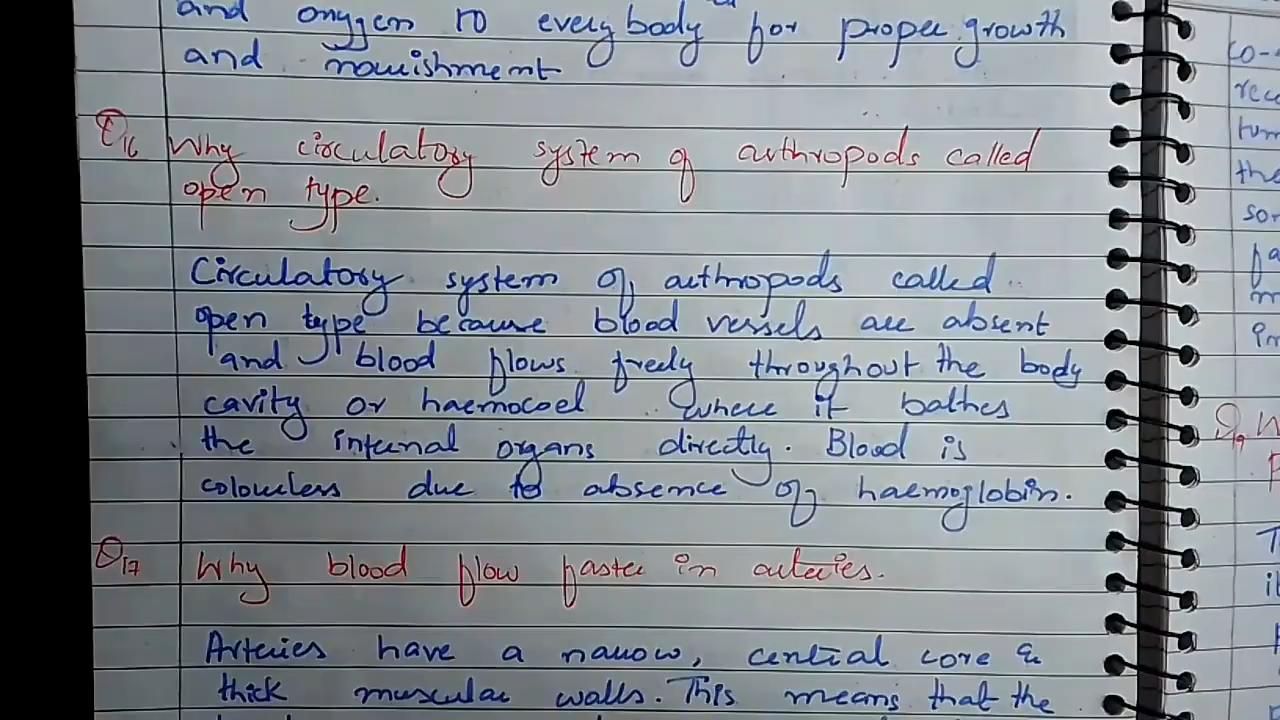 and oxygen to everybody for proper growth
and nourishment
Q16 Why circulatory system of arthropods called
open type.
Circulatory system of arthropods called
open type because blood vessels are absent
and blood flows freely throughout the body
cavity or haemocoel where it bathes
the internal organs directly. Blood is
colourless due to absence of haemoglobin.
Q17 Why blood flow faster in arteries.
Arteries have a narrow, central core &
thick muscular walls. This means that the
CO-
the
Q19